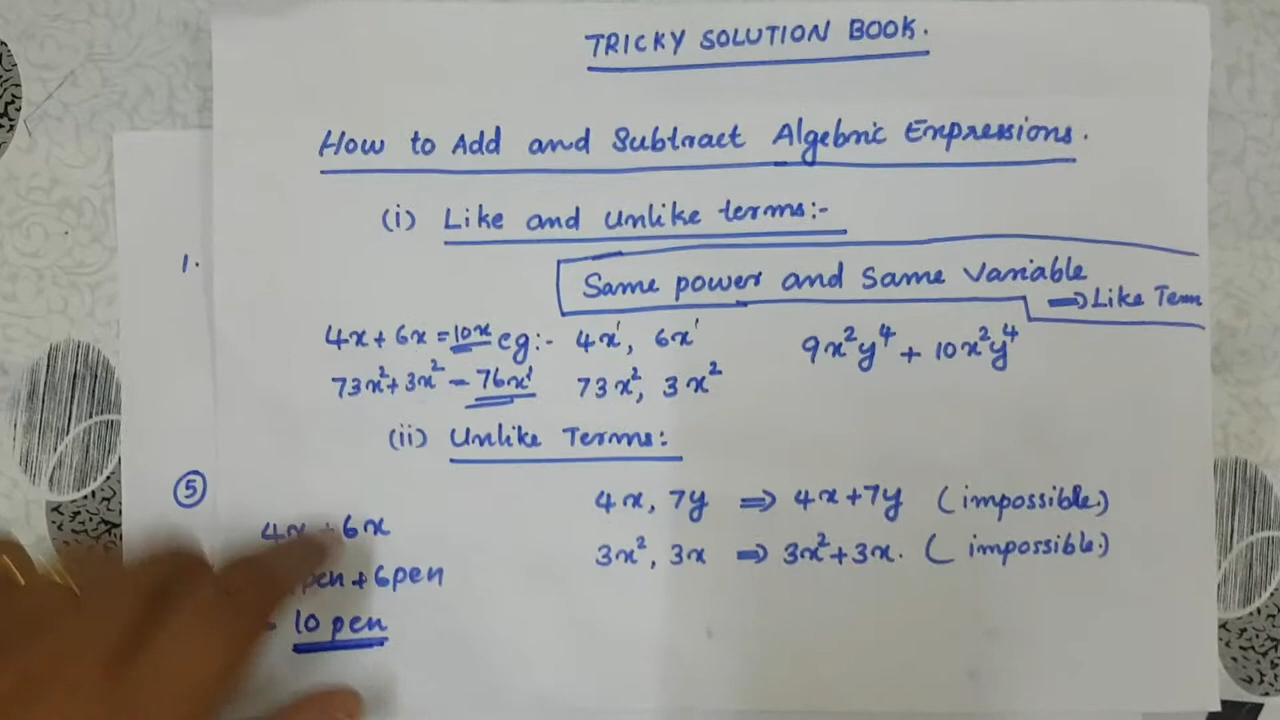 TRICKY SOLUTION BOOK.
How to Add and Subtract Algebric Expressions.
(i) Like and Unlike terms:-
1.
Same power and Same Variable
⇒ Like Term
4x + 6x = 10x eg:- 4x¹, 6x¹ 9x²y⁴ + 10x²y⁴
73x² + 3x² = 76x¹ 73x², 3x²
(ii) Unlike Terms:
⑤ 4x, 7y ⇒ 4x+7y (impossible)
4x + 6x
3x², 3x ⇒ 3x²+3x. (impossible)
pen + 6pen
10 pen